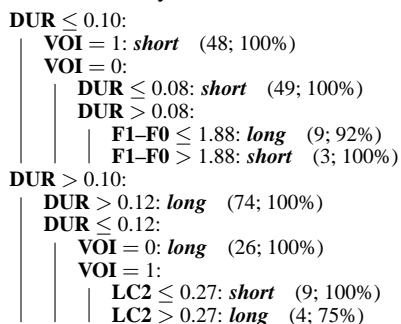 DUR ≤ 0.10:
VOI = 1: short (48; 100%)
VOI = 0:
DUR ≤ 0.08: short (49; 100%)
DUR > 0.08:
F1–F0 ≤ 1.88: long (9; 92%)
F1–F0 > 1.88: short (3; 100%)
DUR > 0.10:
DUR > 0.12: long (74; 100%)
DUR ≤ 0.12:
VOI = 0: long (26; 100%)
VOI = 1:
LC2 ≤ 0.27: short (9; 100%)
LC2 > 0.27: long (4; 75%)